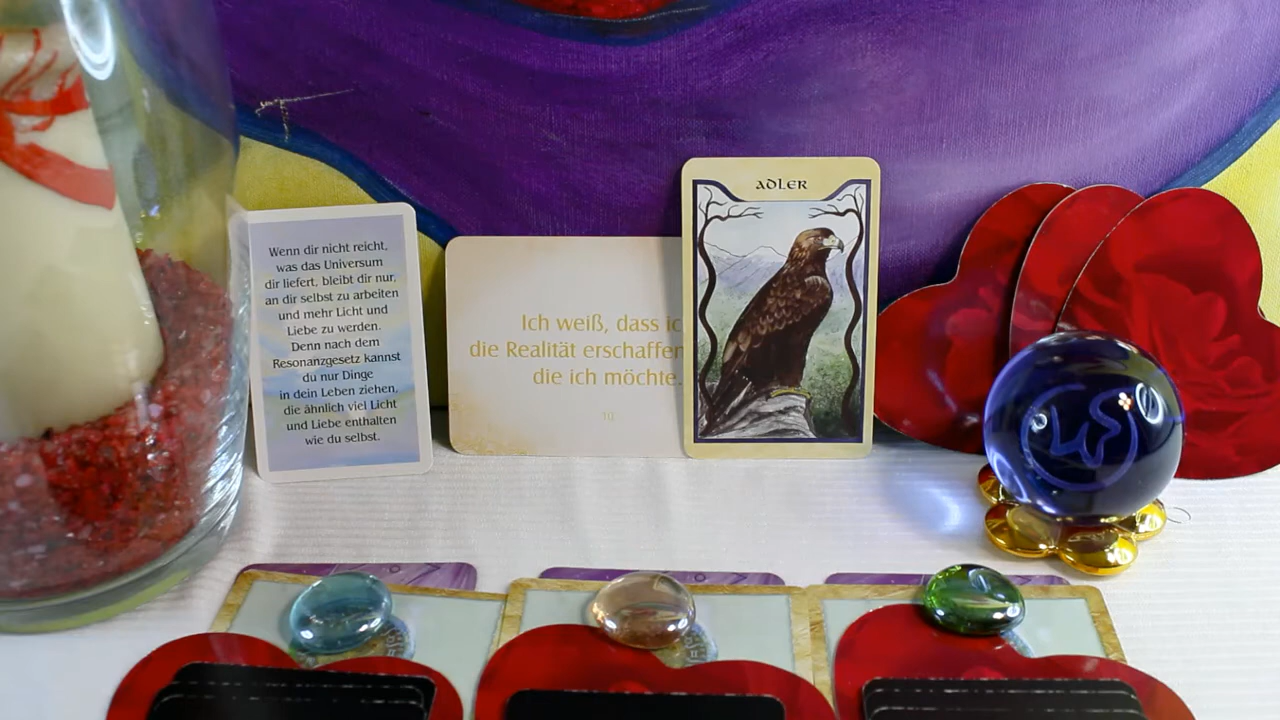 Wenn dir nicht reicht,
was das Universum
dir liefert, bleibt dir nur,
an dir selbst zu arbeiten
und mehr Licht und
Liebe zu werden.
Denn nach dem
Resonanzgesetz kannst
du nur Dinge
in dein Leben ziehen,
die ähnlich viel Licht
und Liebe enthalten
wie du selbst.
Ich weiß, dass ic
die Realität erschaffen
die ich möchte.
10
ADLER